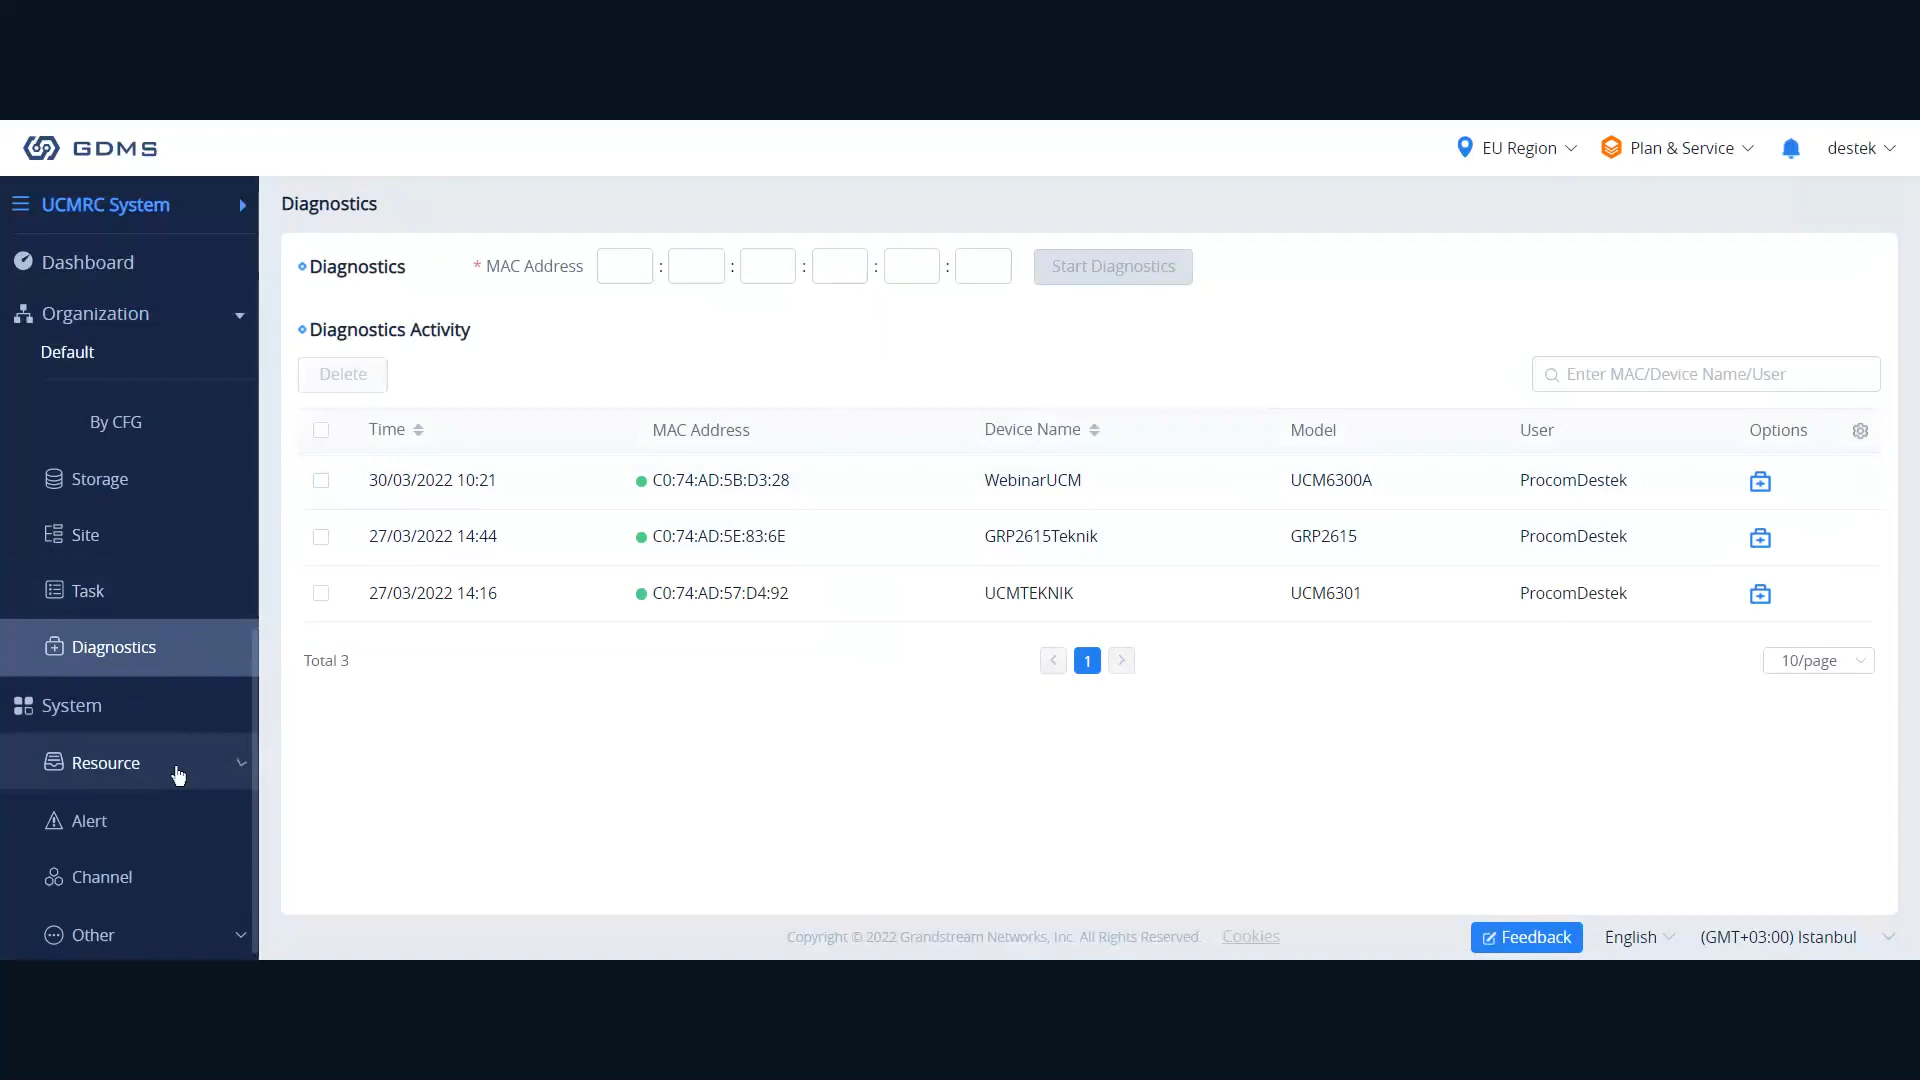 GDMS
EU Region
Plan & Service
destek
UCMRC System
Dashboard
Organization
Default
By CFG
Storage
Site
Task
Diagnostics
System
Resource
Alert
Channel
Other
Diagnostics
Diagnostics
* MAC Address : : : : :
Start Diagnostics
Diagnostics Activity
Delete
Enter MAC/Device Name/User
Time MAC Address Device Name Model User Options
30/03/2022 10:21 C0:74:AD:5B:D3:28 WebinarUCM UCM6300A ProcomDestek
27/03/2022 14:44 C0:74:AD:5E:83:6E GRP2615Teknik GRP2615 ProcomDestek
27/03/2022 14:16 C0:74:AD:57:D4:92 UCMTEKNIK UCM6301 ProcomDestek
Total 3
< 1 >
10/page
Copyright © 2022 Grandstream Networks, Inc. All Rights Reserved. Cookies
Feedback
English
(GMT+03:00) Istanbul